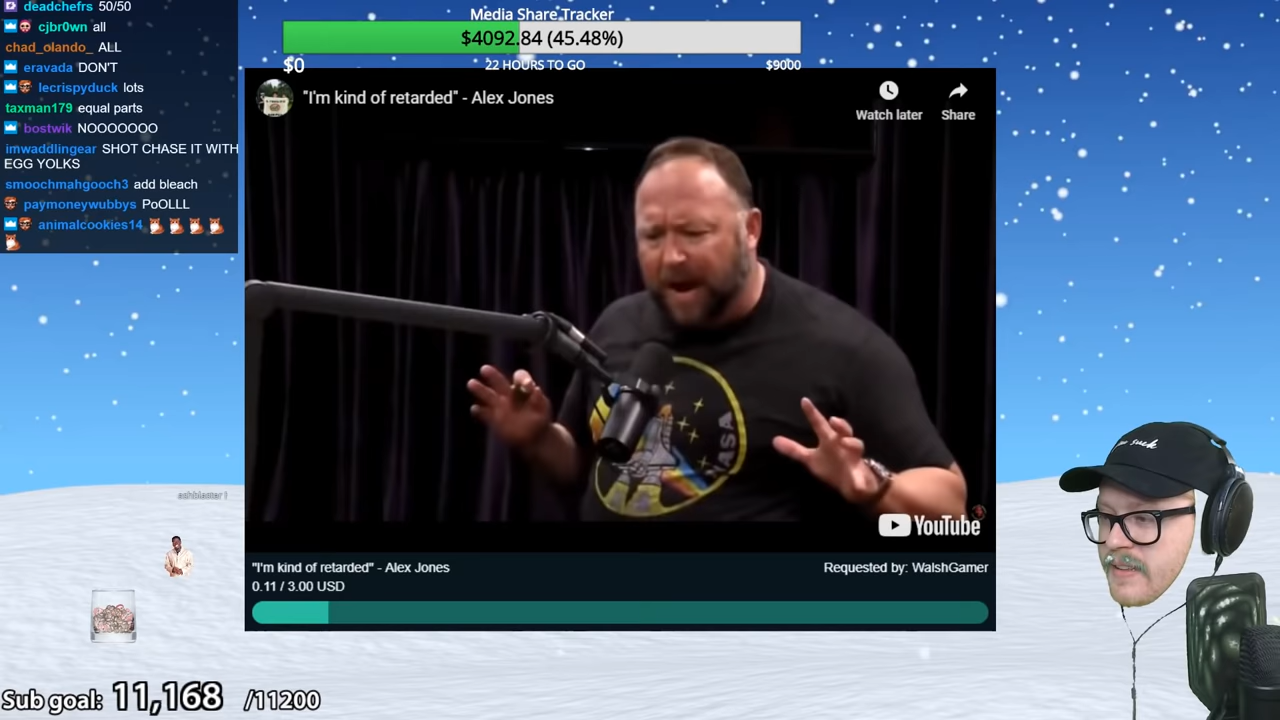 deadchefrs 50/50
cjbr0wn all
chad_olando_ ALL
eravada DON'T
lecrispyduck lots
taxman179 equal parts
bostwik NOOOOOOO
imwaddlingear SHOT CHASE IT WITH
EGG YOLKS
smoochmahgooch3 add bleach
paymoneywubbys PoOLLL
animalcookies14
Media Share Tracker
$4092.84 (45.48%)
$0
22 HOURS TO GO
$9000
"I'm kind of retarded" - Alex Jones
Watch later
Share
NASA
YouTube
"I'm kind of retarded" - Alex Jones
Requested by: WalshGamer
0.11 / 3.00 USD
Sub goal: 11,168 /11200